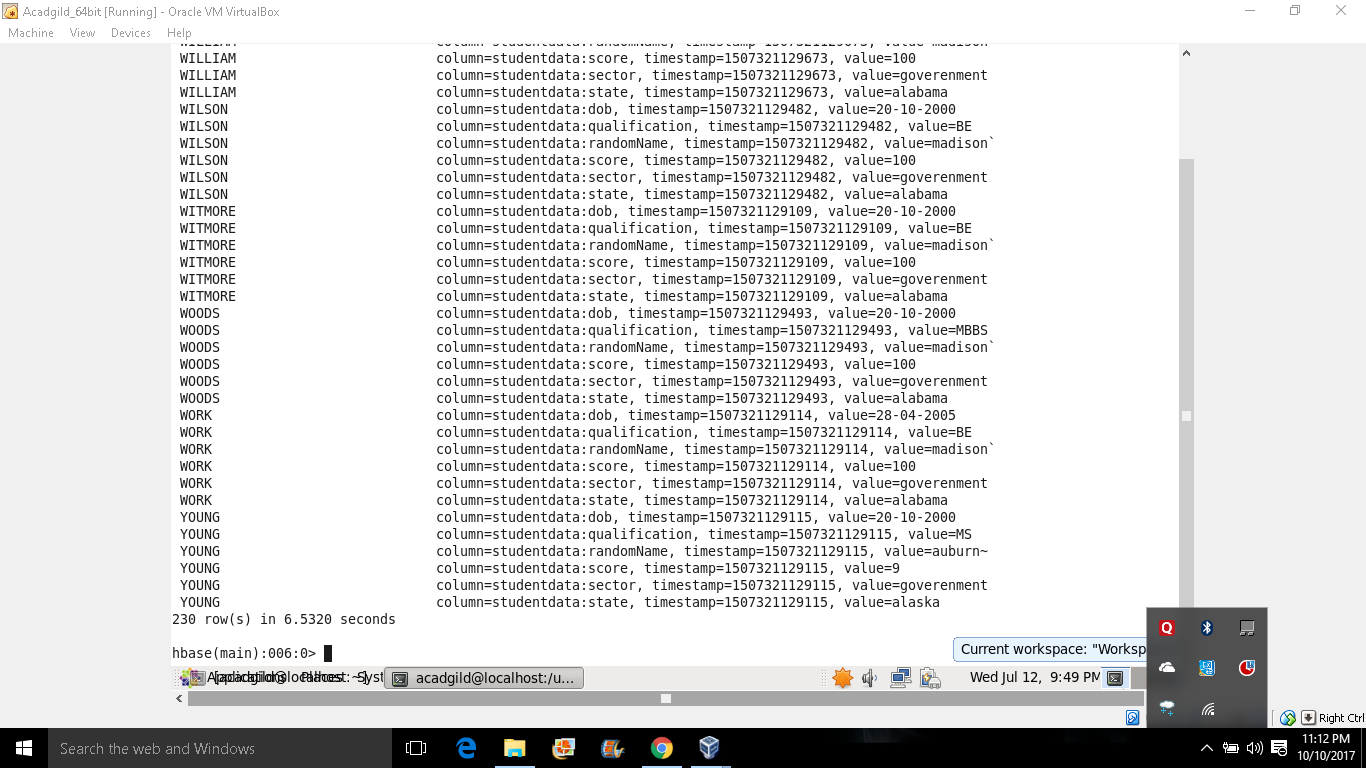 Acadgild_64bit [Running] - Oracle VM VirtualBox
Machine View Devices Help
WILLIAM column=studentdata:randomName, timestamp=1507321129673, value=madison`
WILLIAM column=studentdata:score, timestamp=1507321129673, value=100
WILLIAM column=studentdata:sector, timestamp=1507321129673, value=goverenment
WILLIAM column=studentdata:state, timestamp=1507321129673, value=alabama
WILSON column=studentdata:dob, timestamp=1507321129482, value=20-10-2000
WILSON column=studentdata:qualification, timestamp=1507321129482, value=BE
WILSON column=studentdata:randomName, timestamp=1507321129482, value=madison`
WILSON column=studentdata:score, timestamp=1507321129482, value=100
WILSON column=studentdata:sector, timestamp=1507321129482, value=goverenment
WILSON column=studentdata:state, timestamp=1507321129482, value=alabama
WITMORE column=studentdata:dob, timestamp=1507321129109, value=20-10-2000
WITMORE column=studentdata:qualification, timestamp=1507321129109, value=BE
WITMORE column=studentdata:randomName, timestamp=1507321129109, value=madison`
WITMORE column=studentdata:score, timestamp=1507321129109, value=100
WITMORE column=studentdata:sector, timestamp=1507321129109, value=goverenment
WITMORE column=studentdata:state, timestamp=1507321129109, value=alabama
WOODS column=studentdata:dob, timestamp=1507321129493, value=20-10-2000
WOODS column=studentdata:qualification, timestamp=1507321129493, value=MBBS
WOODS column=studentdata:randomName, timestamp=1507321129493, value=madison`
WOODS column=studentdata:score, timestamp=1507321129493, value=100
WOODS column=studentdata:sector, timestamp=1507321129493, value=goverenment
WOODS column=studentdata:state, timestamp=1507321129493, value=alabama
WORK column=studentdata:dob, timestamp=1507321129114, value=28-04-2005
WORK column=studentdata:qualification, timestamp=1507321129114, value=BE
WORK column=studentdata:randomName, timestamp=1507321129114, value=madison`
WORK column=studentdata:score, timestamp=1507321129114, value=100
WORK column=studentdata:sector, timestamp=1507321129114, value=goverenment
WORK column=studentdata:state, timestamp=1507321129114, value=alabama
YOUNG column=studentdata:dob, timestamp=1507321129115, value=20-10-2000
YOUNG column=studentdata:qualification, timestamp=1507321129115, value=MS
YOUNG column=studentdata:randomName, timestamp=1507321129115, value=auburn~
YOUNG column=studentdata:score, timestamp=1507321129115, value=9
YOUNG column=studentdata:sector, timestamp=1507321129115, value=goverenment
YOUNG column=studentdata:state, timestamp=1507321129115, value=alaska
230 row(s) in 6.5320 seconds
hbase(main):006:0>
Current workspace: "Worksp
acadgild@localhost:/u... Wed Jul 12, 9:49 PM
Right Ctrl
Search the web and Windows
11:12 PM
10/10/2017